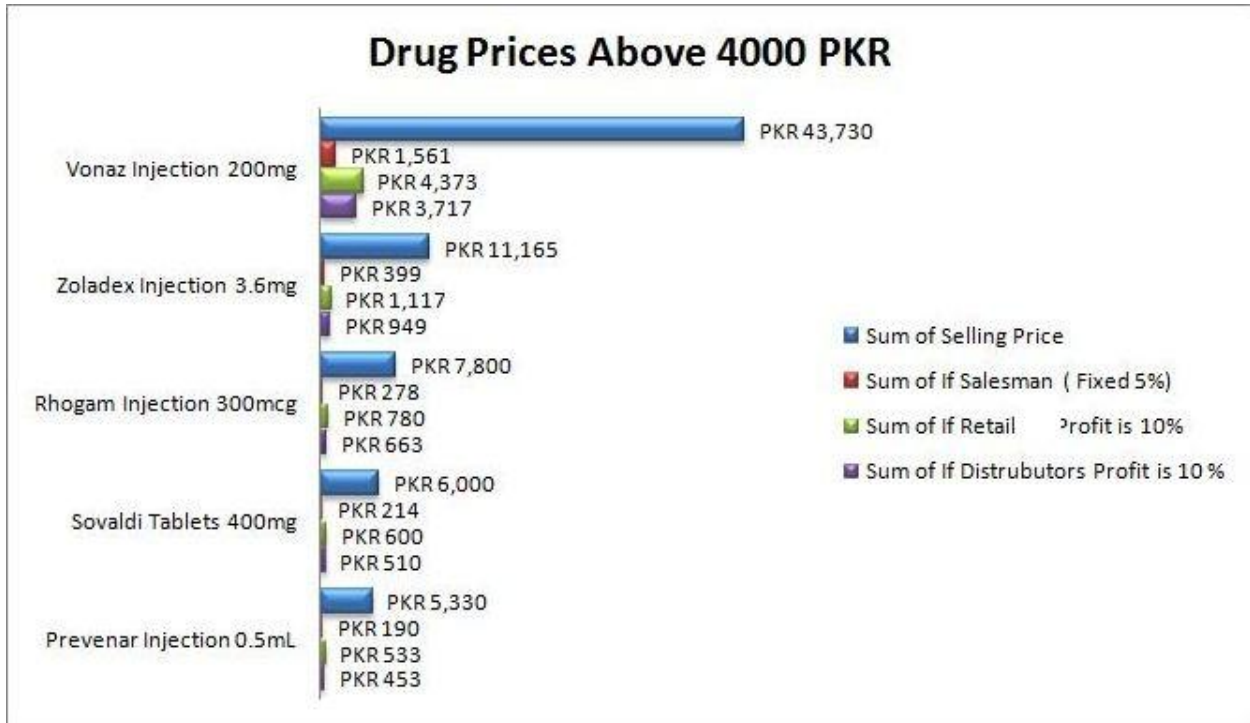 Drug Prices Above 4000 PKR
Vonaz Injection 200mg
PKR 43,730
PKR 1,561
PKR 4,373
PKR 3,717
Zoladex Injection 3.6mg
PKR 11,165
PKR 399
PKR 1,117
PKR 949
Rhogam Injection 300mcg
PKR 7,800
PKR 278
PKR 780
PKR 663
Sovaldi Tablets 400mg
PKR 6,000
PKR 214
PKR 600
PKR 510
Prevenar Injection 0.5mL
PKR 5,330
PKR 190
PKR 533
PKR 453
Sum of Selling Price
Sum of If Salesman ( Fixed 5%)
Sum of If Retail Profit is 10%
Sum of If Distrubutors Profit is 10 %